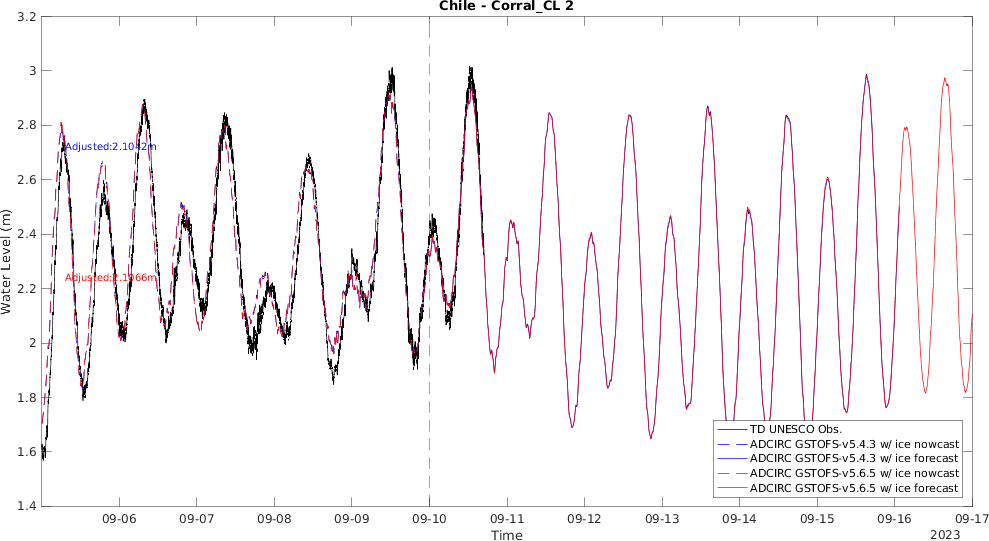 Chile - Corral_CL 2
3.2
3
2.8
2.6
2.4
2.2
2
1.8
1.6
1.4
Water Level (m)
Adjusted:2.1042m
Adjusted:2.1066m
TD UNESCO Obs.
ADCIRC GSTOFS-v5.4.3 w/ ice nowcast
ADCIRC GSTOFS-v5.4.3 w/ ice forecast
ADCIRC GSTOFS-v5.6.5 w/ ice nowcast
ADCIRC GSTOFS-v5.6.5 w/ ice forecast
09-06 09-07 09-08 09-09 09-10 09-11 09-12 09-13 09-14 09-15 09-16 09-17
Time
2023